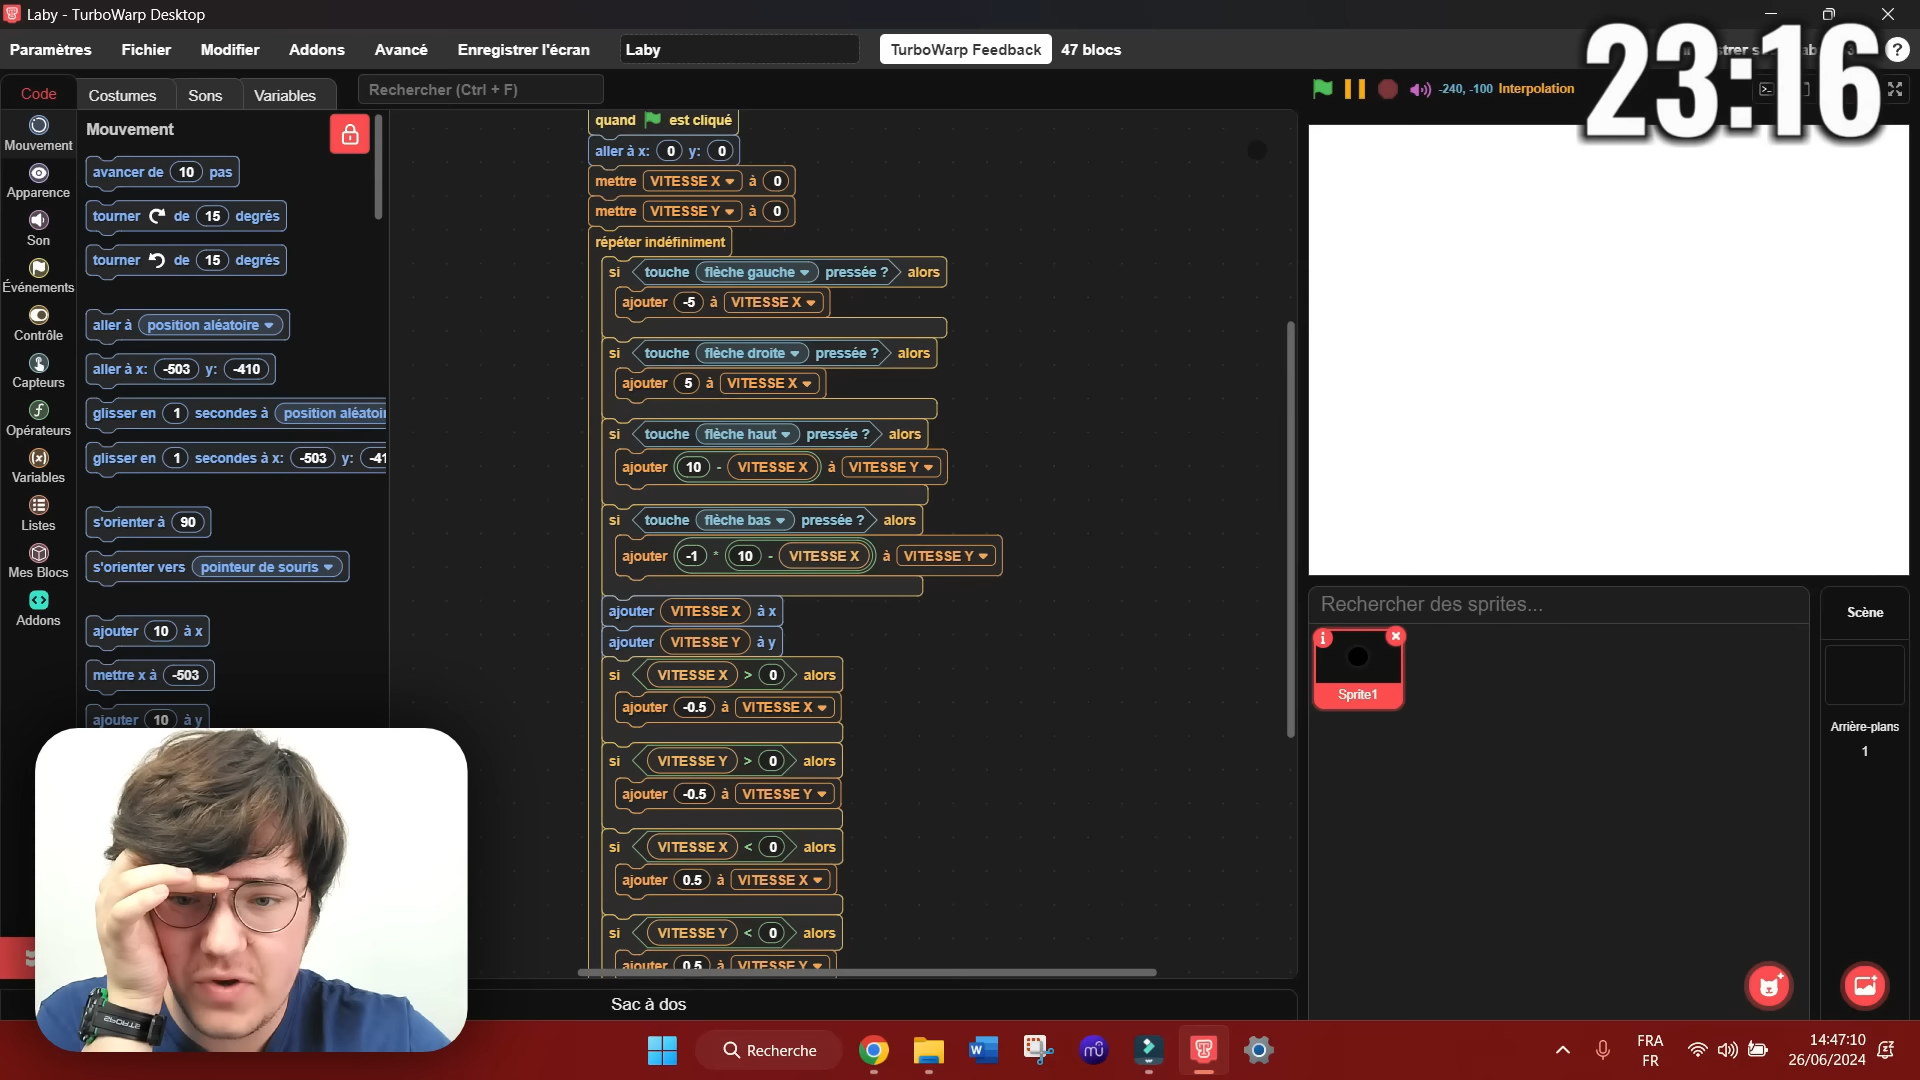 Laby - TurboWarp Desktop
Paramètres Fichier Modifier Addons Avancé Enregistrer l'écran Laby TurboWarp Feedback 47 blocs
23:16
Code Costumes Sons Variables Rechercher (Ctrl + F)
-240, -100 Interpolation
Mouvement
Apparence
Son
Événements
Contrôle
Capteurs
Opérateurs
Variables
Listes
Mes Blocs
Addons
Mouvement
avancer de 10 pas
tourner de 15 degrés
tourner de 15 degrés
aller à position aléatoire
aller à x: -503 y: -410
glisser en 1 secondes à position aléatoir
glisser en 1 secondes à x: -503 y: -41
s'orienter à 90
s'orienter vers pointeur de souris
ajouter 10 à x
mettre x à -503
ajouter 10 à y
quand est cliqué
aller à x: 0 y: 0
mettre VITESSE X à 0
mettre VITESSE Y à 0
répéter indéfiniment
si touche flèche gauche pressée ? alors
ajouter -5 à VITESSE X
si touche flèche droite pressée ? alors
ajouter 5 à VITESSE X
si touche flèche haut pressée ? alors
ajouter 10 - VITESSE X à VITESSE Y
si touche flèche bas pressée ? alors
ajouter -1 * 10 - VITESSE X à VITESSE Y
ajouter VITESSE X à x
ajouter VITESSE Y à y
si VITESSE X > 0 alors
ajouter -0.5 à VITESSE X
si VITESSE Y > 0 alors
ajouter -0.5 à VITESSE Y
si VITESSE X < 0 alors
ajouter 0.5 à VITESSE X
si VITESSE Y < 0 alors
ajouter 0.5 à VITESSE Y
Sac à dos
Rechercher des sprites...
Sprite1
Scène
Arrière-plans
1
Recherche
FRA
FR
14:47:10
26/06/2024